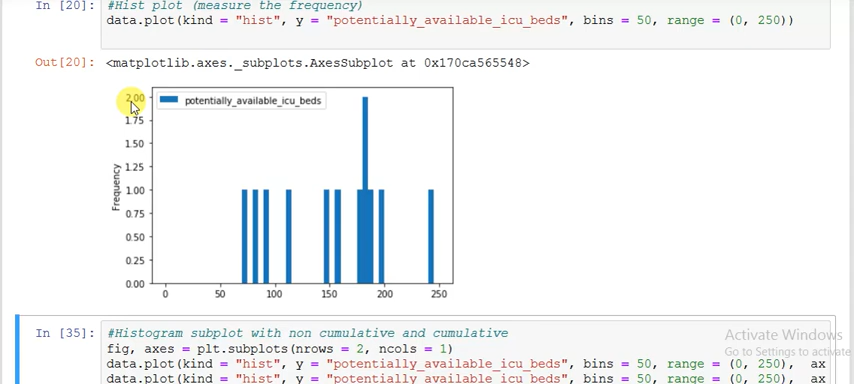 In [20]: #Hist plot (measure the frequency)
data.plot(kind = "hist", y = "potentially_available_icu_beds", bins = 50, range = (0, 250))
Out[20]: <matplotlib.axes._subplots.AxesSubplot at 0x170ca565548>
potentially_available_icu_beds
2.00
1.75
1.50
1.25
1.00
0.75
0.50
0.25
0.00
Frequency
0 50 100 150 200 250
In [35]: #Histogram subplot with non cumulative and cumulative
fig, axes = plt.subplots(nrows = 2, ncols = 1)
data.plot(kind = "hist", y = "potentially_available_icu_beds", bins = 50, range = (0, 250), ax
data.plot(kind = "hist", y = "potentially_available_icu_beds", bins = 50, range = (0, 250), ax
Activate Windows
Go to Settings to activate